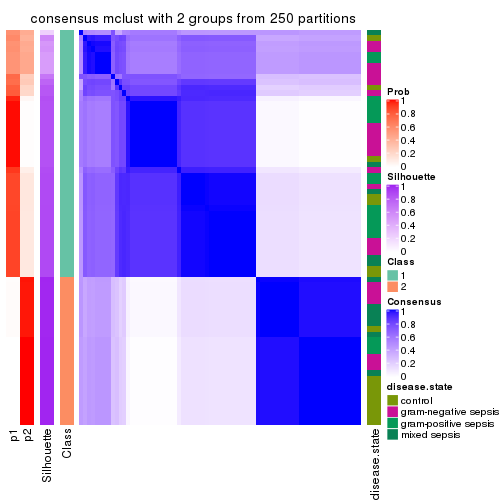 consensus mclust with 2 groups from 250 partitions
Prob
1
0.8
0.6
0.4
0.2
0
Silhouette
1
0.8
0.6
0.4
0.2
0
Class
1
2
Consensus
1
0.8
0.6
0.4
0.2
0
disease.state
control
gram-negative sepsis
gram-positive sepsis
mixed sepsis
p1
p2
Silhouette
Class
disease.state